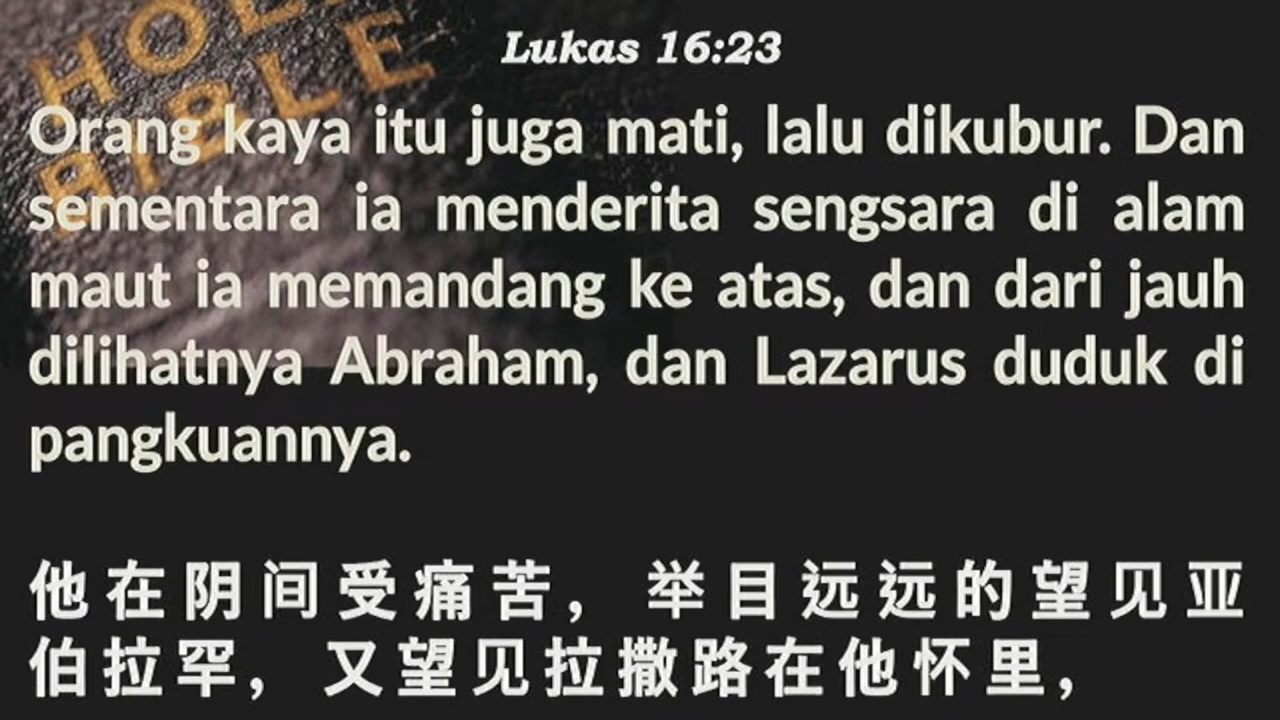 HOLY
BIBLE
Lukas 16:23
Orang kaya itu juga mati, lalu dikubur. Dan
sementara ia menderita sengsara di alam
maut ia memandang ke atas, dan dari jauh
dilihatnya Abraham, dan Lazarus duduk di
pangkuannya.
他在阴间受痛苦，举目远远的望见亚
伯拉罕，又望见拉撒路在他怀里，